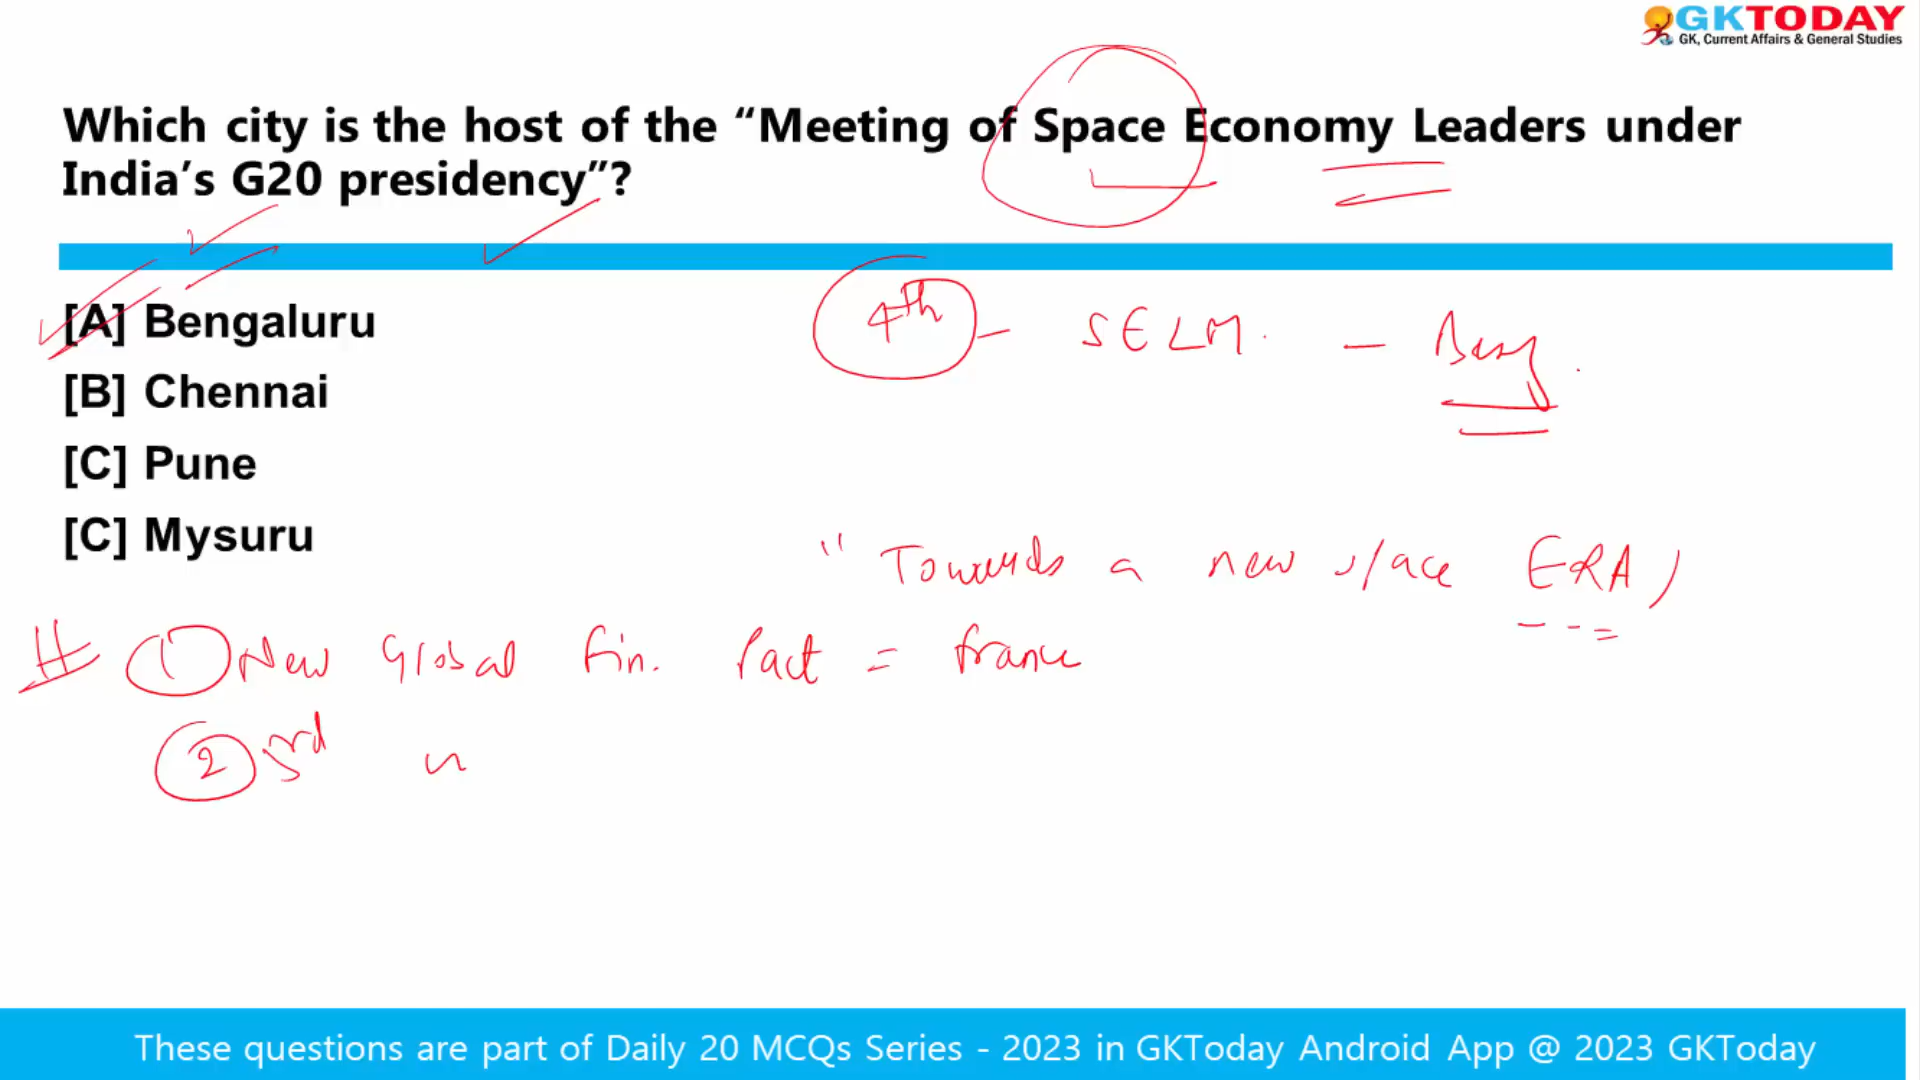 GKTODAY
GK, Current Affairs & General Studies
Which city is the host of the “Meeting of Space Economy Leaders under
India’s G20 presidency”?
[A] Bengaluru
4th - SELM. - Beng.
[B] Chennai
[C] Pune
[C] Mysuru
"Towards a new space ERA,
# 1 New Global Fin. Pact = france
2 3rd
These questions are part of Daily 20 MCQs Series - 2023 in GKToday Android App @ 2023 GKToday